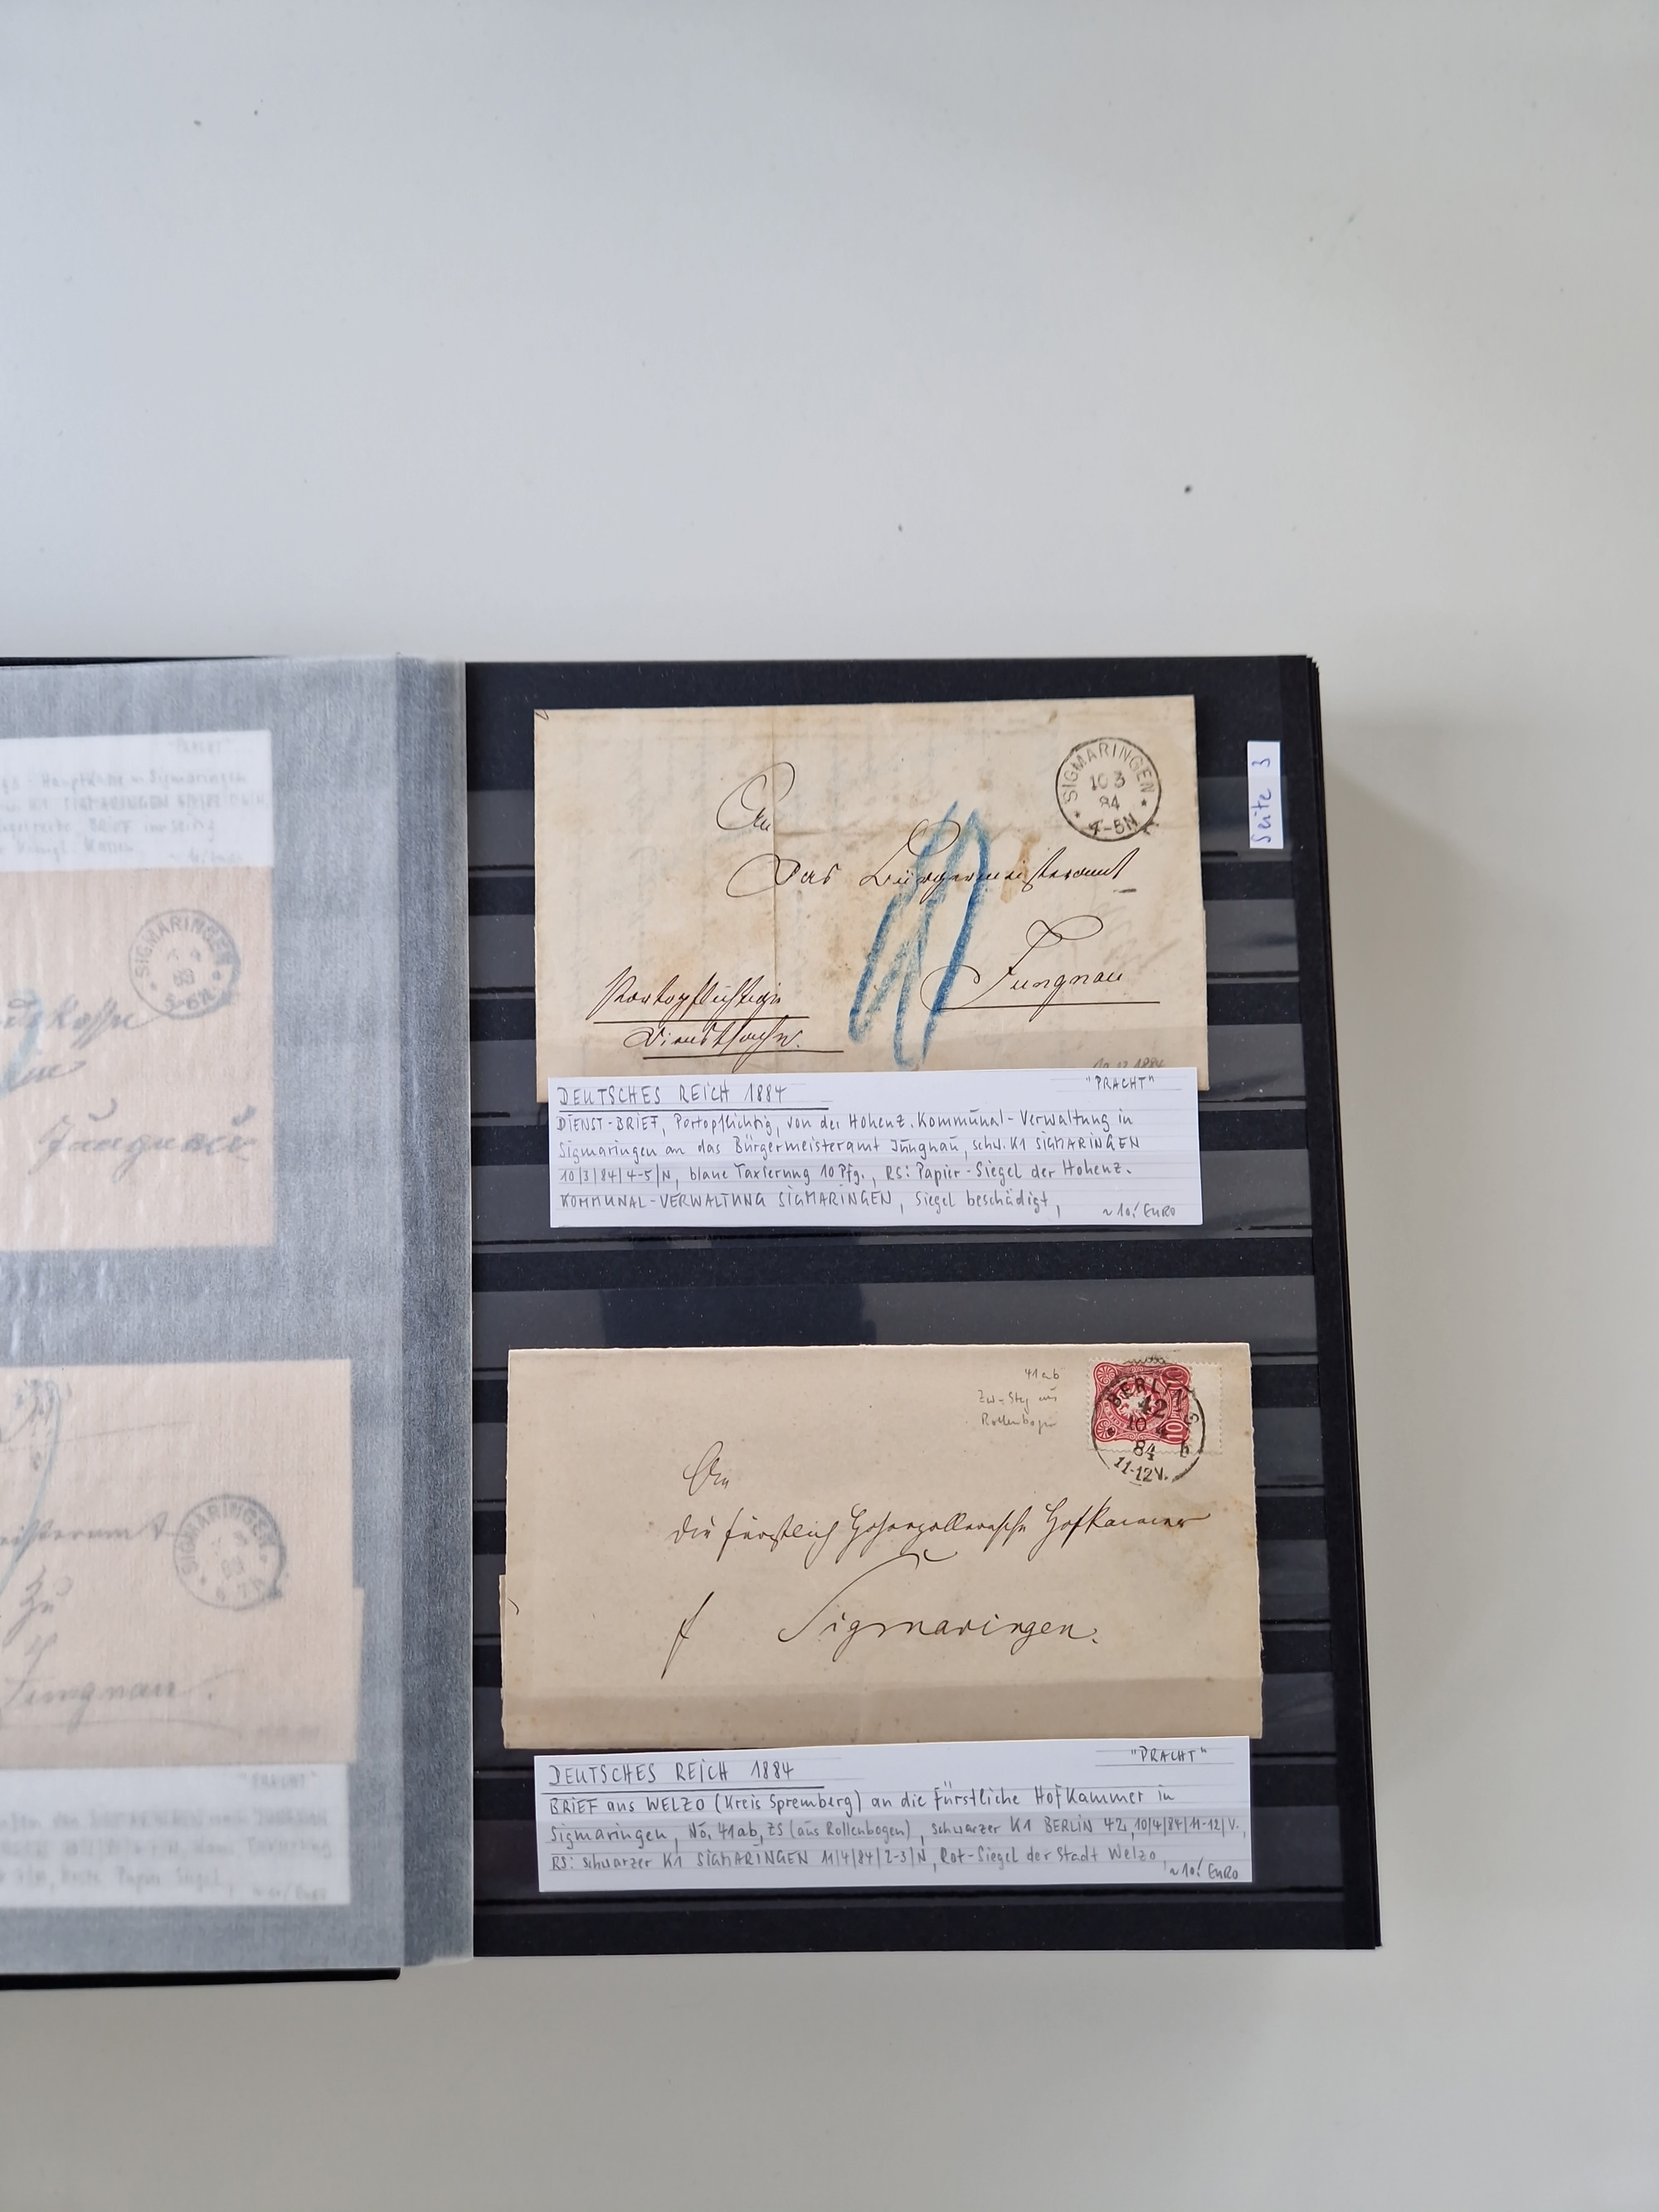 Seite 3
SIGMARINGEN
10 3
84
4-5N
An
Das Bürgermeisteramt
Jungnau
Portopflichtige
Dienstsache.
DEUTSCHES REICH 1884
"PRACHT"
DIENST-BRIEF, Portopflichtig, von der Hohenz. Kommunal-Verwaltung in
Sigmaringen an das Bürgermeisteramt Jungnau, schw. K1 SIGMARINGEN
10/3/84/4-5/N, blaue Taxierung 10 Pfg., RS: Papier-Siegel der Hohenz.
KOMMUNAL-VERWALTUNG SIGMARINGEN, Siegel beschädigt,
~10.- EURO
41ab
Zw-Steg aus
Rollenbogen
BERLIN
42
10 4
84
11-12V.
An
die fürstlich Hohenzollernsche Hofkammer
Sigmaringen.
DEUTSCHES REICH 1884
"PRACHT"
BRIEF aus WELZO (Kreis Spremberg) an die Fürstliche Hofkammer in
Sigmaringen, No. 41ab, ZS (aus Rollenbogen), schwarzer K1 BERLIN 42, 10/4/84/11-12/V.,
RS: schwarzer K1 SIGMARINGEN 11/4/84/2-3/N, Rot-Siegel der Stadt Welzo,
~10.- EURO
"PRACHT"
SIGMARINGEN
Jungnau
SIGMARINGEN
zu
Jungnau.
"PRACHT"